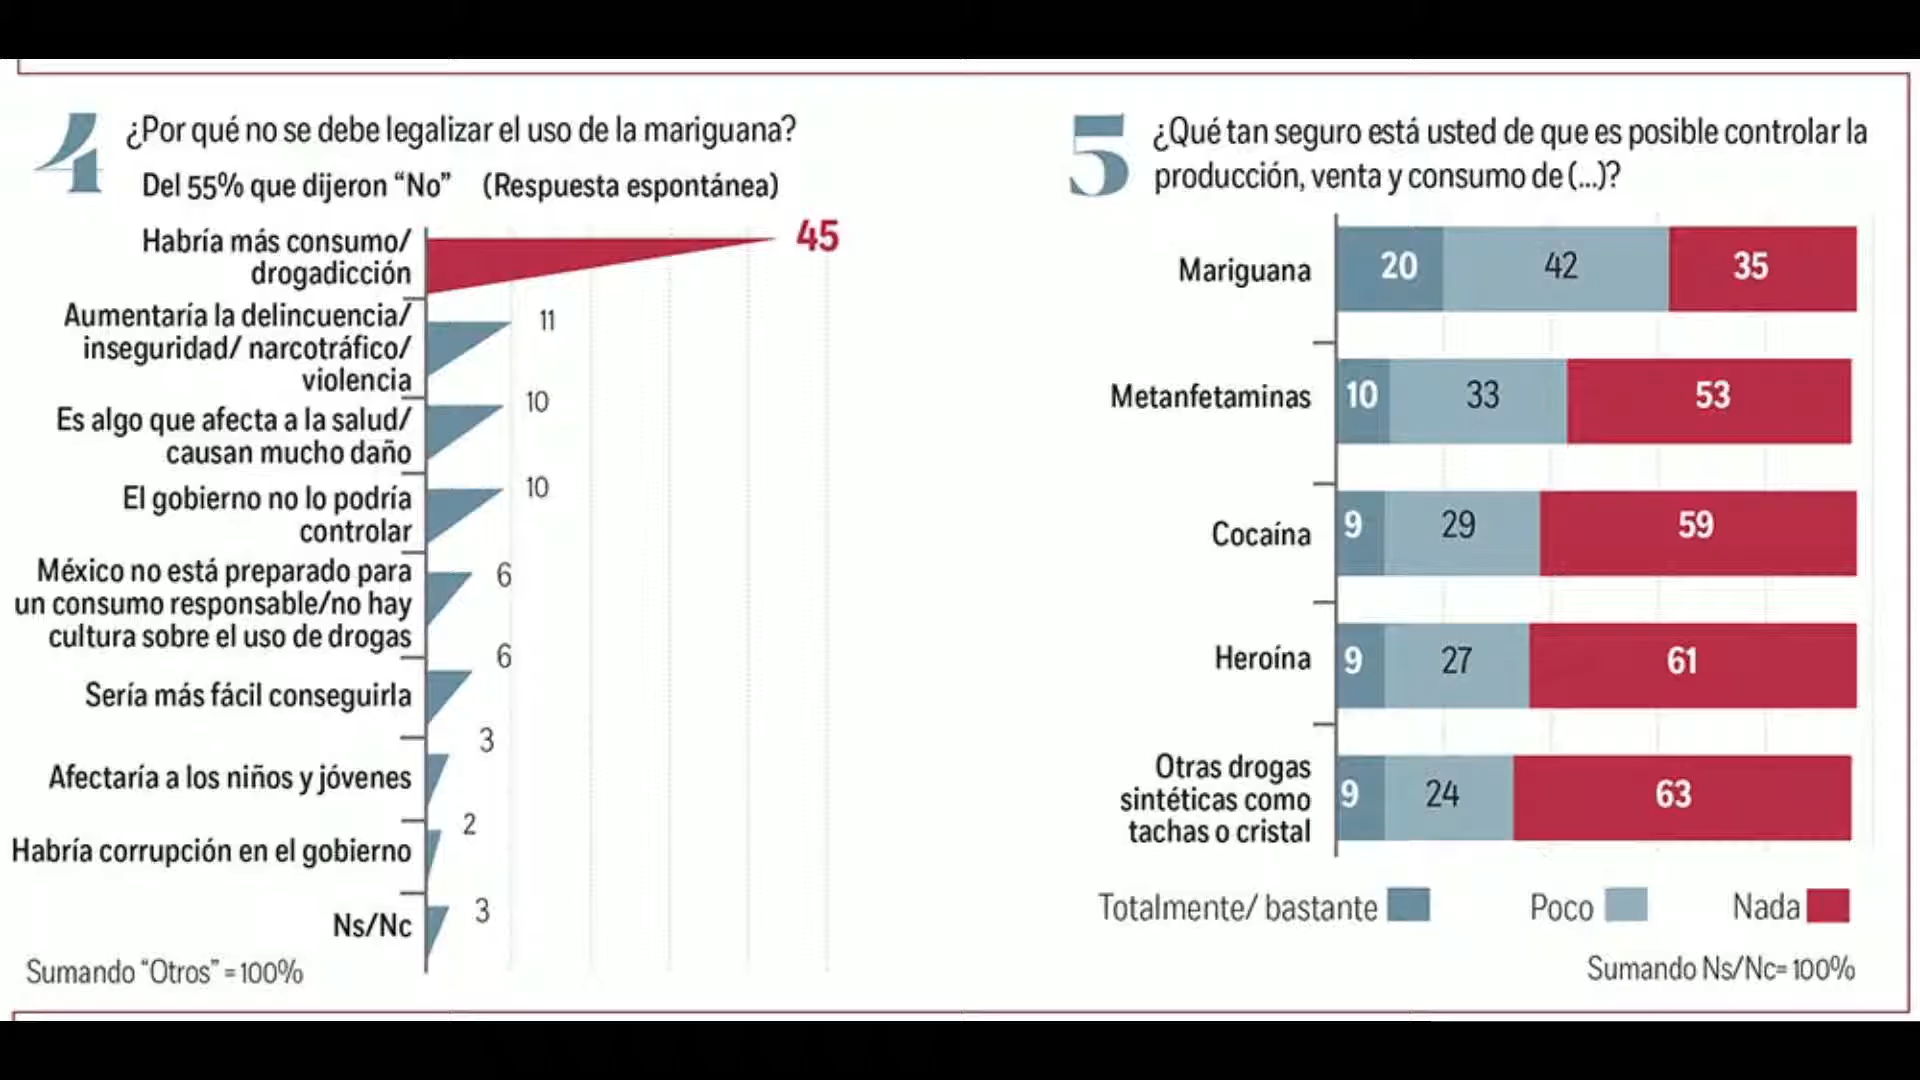 4
¿Por qué no se debe legalizar el uso de la mariguana?
Del 55% que dijeron “No” (Respuesta espontánea)
Habría más consumo/
drogadicción
45
Aumentaría la delincuencia/
inseguridad/ narcotráfico/
violencia
11
Es algo que afecta a la salud/
causan mucho daño
10
El gobierno no lo podría
controlar
10
México no está preparado para
un consumo responsable/no hay
cultura sobre el uso de drogas
6
Sería más fácil conseguirla
6
Afectaría a los niños y jóvenes
3
Habría corrupción en el gobierno
2
Ns/Nc
3
Sumando “Otros” = 100%
5
¿Qué tan seguro está usted de que es posible controlar la
producción, venta y consumo de (...)?
Mariguana 20 42 35
Metanfetaminas 10 33 53
Cocaína 9 29 59
Heroína 9 27 61
Otras drogas
sintéticas como
tachas o cristal
9 24 63
Totalmente/ bastante Poco Nada
Sumando Ns/Nc= 100%